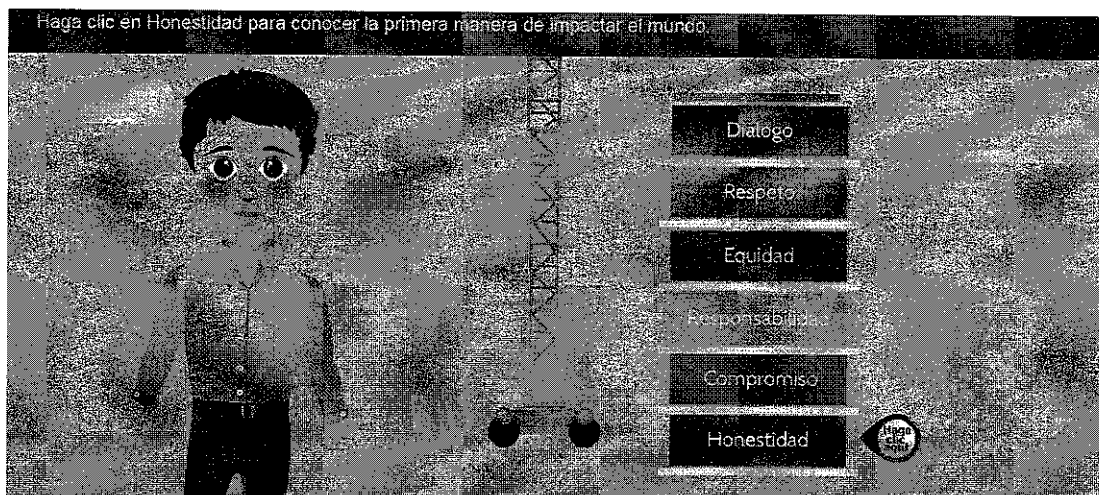 Haga clic en Honestidad para conocer la primera manera de impactar el mundo.
Dialogo
Respeto
Equidad
Responsabilidad
Compromiso
Honestidad
Haga
clic
aquí